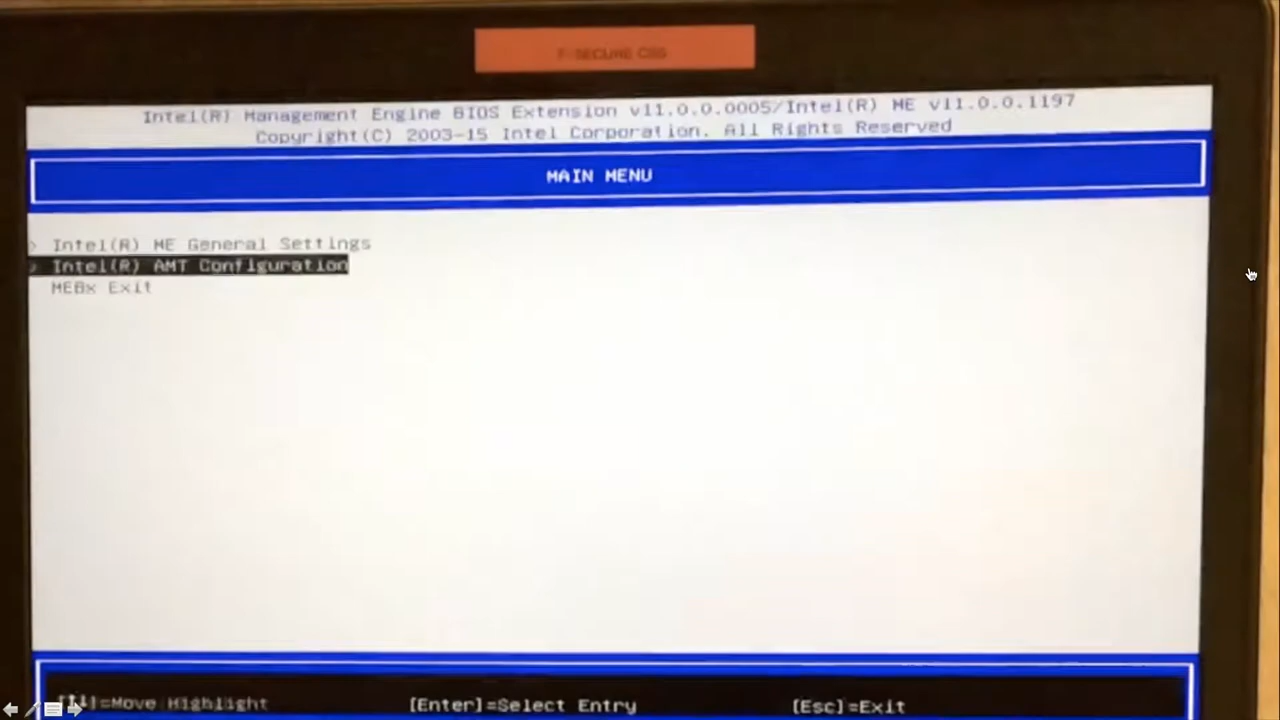 F-SECURE CSS
Intel(R) Management Engine BIOS Extension v11.0.0.0005/Intel(R) ME v11.0.0.1197
Copyright(C) 2003-15 Intel Corporation. All Rights Reserved
MAIN MENU
> Intel(R) ME General Settings
> Intel(R) AMT Configuration
MEBx Exit
[↑↓]=Move Highlight [Enter]=Select Entry [Esc]=Exit